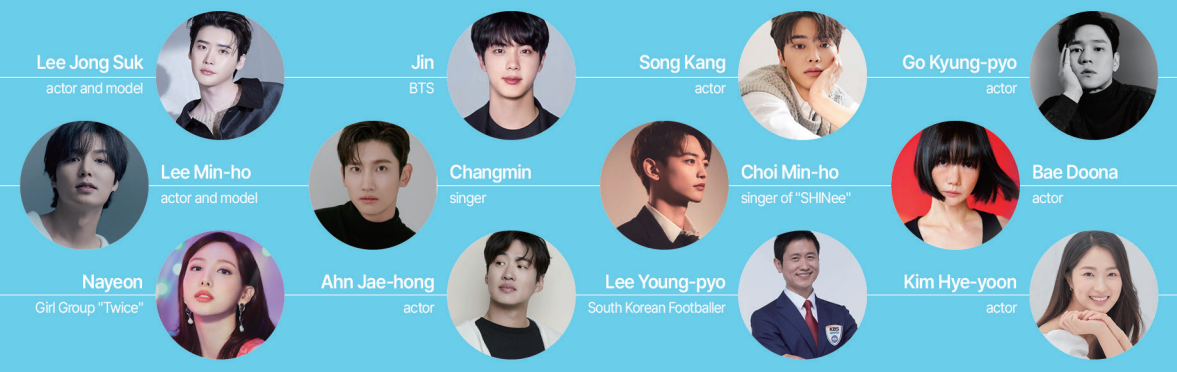 Lee Jong Suk
actor and model
Jin
BTS
Song Kang
actor
Go Kyung-pyo
actor
Lee Min-ho
actor and model
Changmin
singer
Choi Min-ho
singer of "SHINee"
Bae Doona
actor
Nayeon
Girl Group "Twice"
Ahn Jae-hong
actor
Lee Young-pyo
South Korean Footballer
KBS
Kim Hye-yoon
actor